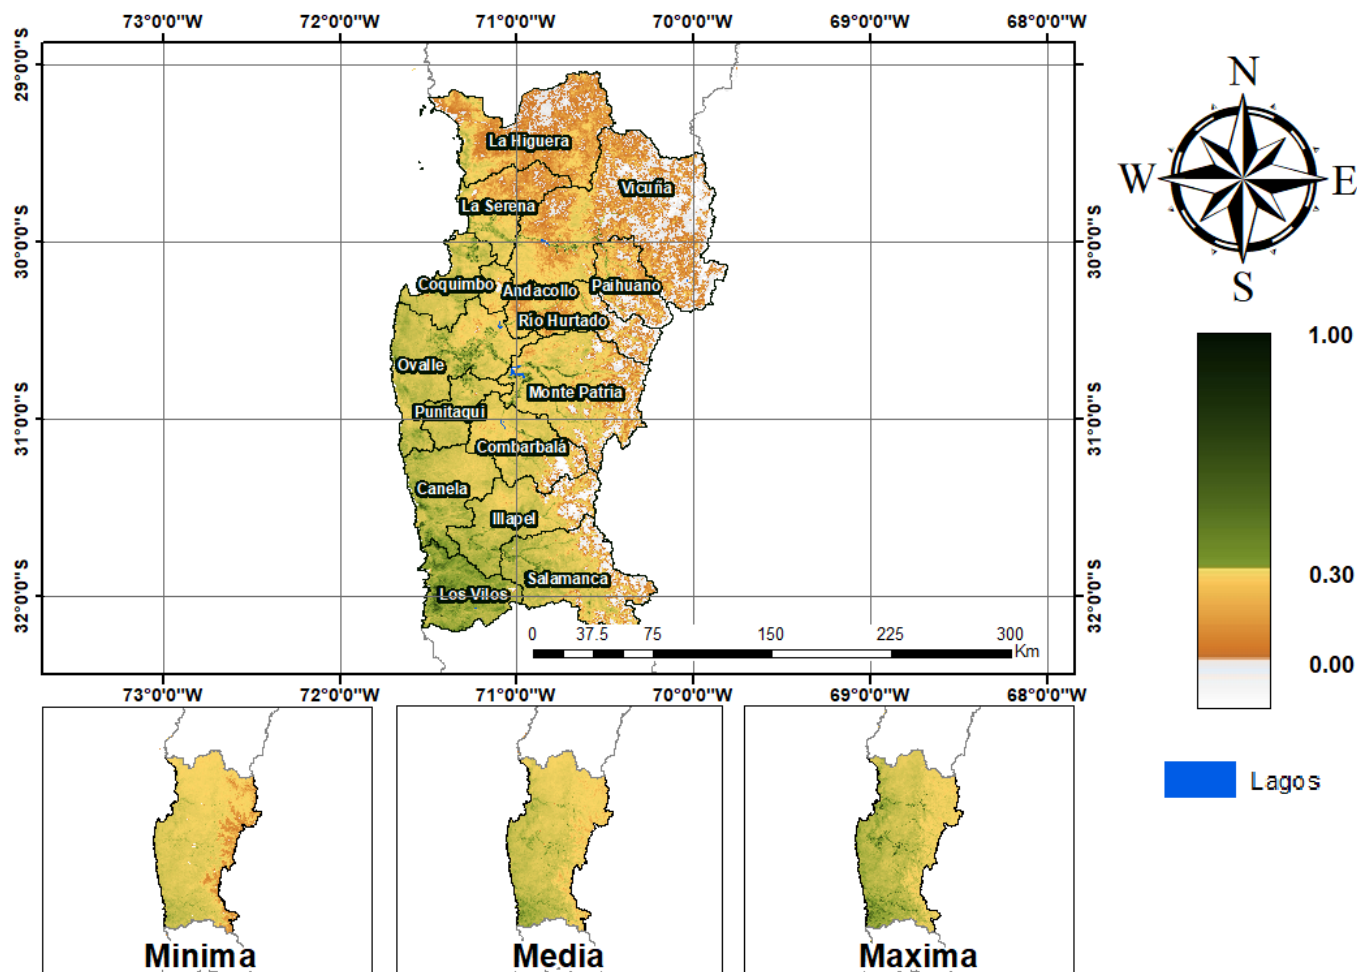 73°0'0"W 72°0'0"W 71°0'0"W 70°0'0"W 69°0'0"W 68°0'0"W
29°0'0"S
N
La Higuera
Vicuña
W E
La Serena
30°0'0"S 30°0'0"S
Coquimbo Andacollo Paihuano
S
Río Hurtado
1.00
Ovalle
Monte Patria
Punitaqui
31°0'0"S 31°0'0"S
Combarbalá
Canela
Illapel
0.30
Salamanca
Los Vilos
32°0'0"S 32°0'0"S
0 37.5 75 150 225 300
Km
0.00
73°0'0"W 72°0'0"W 71°0'0"W 70°0'0"W 69°0'0"W 68°0'0"W
Lagos
Minima Media Maxima